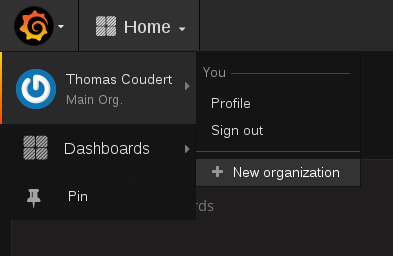 Home
Thomas Coudert
Main Org.
You
Profile
Sign out
Dashboards
New organization
Pin